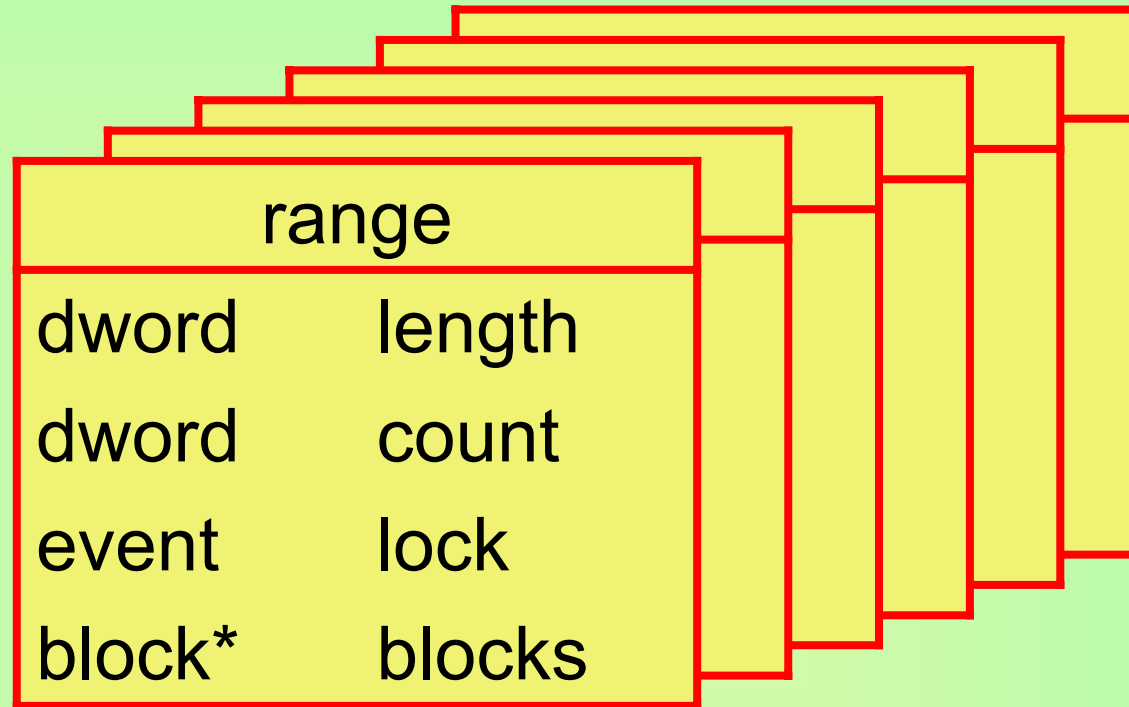 range
dword length
dword count
event lock
block* blocks